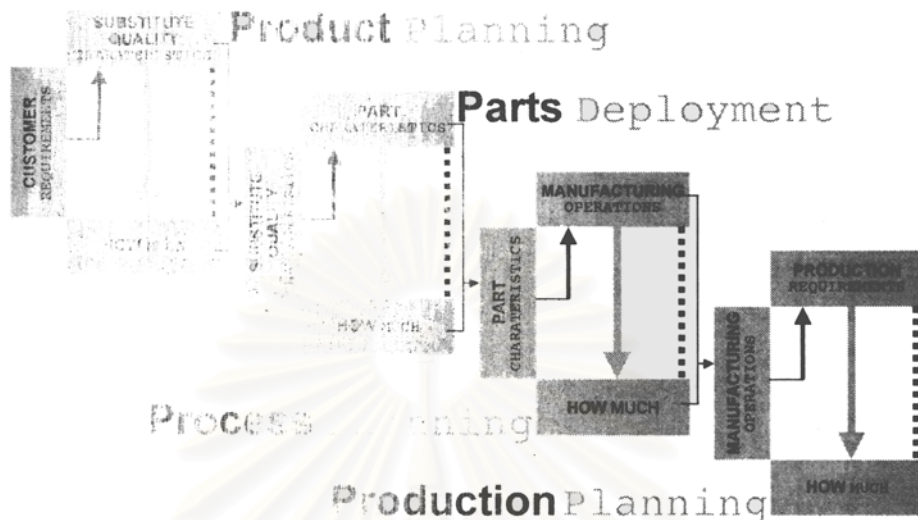 Product Planning
SUBSTITUTE
QUALITY
CUSTOMER
REQUIREMENTS
Parts Deployment
PART
CHARATERISTICS
SUBSTITUTE
QUALITY
HOW MUCH
MANUFACTURING
OPERATIONS
PART
CHARATERISTICS
HOW MUCH
Process
PRODUCTION
REQUIREMENTS
MANUFACTURING
OPERATIONS
HOW MUCH
Production Planning